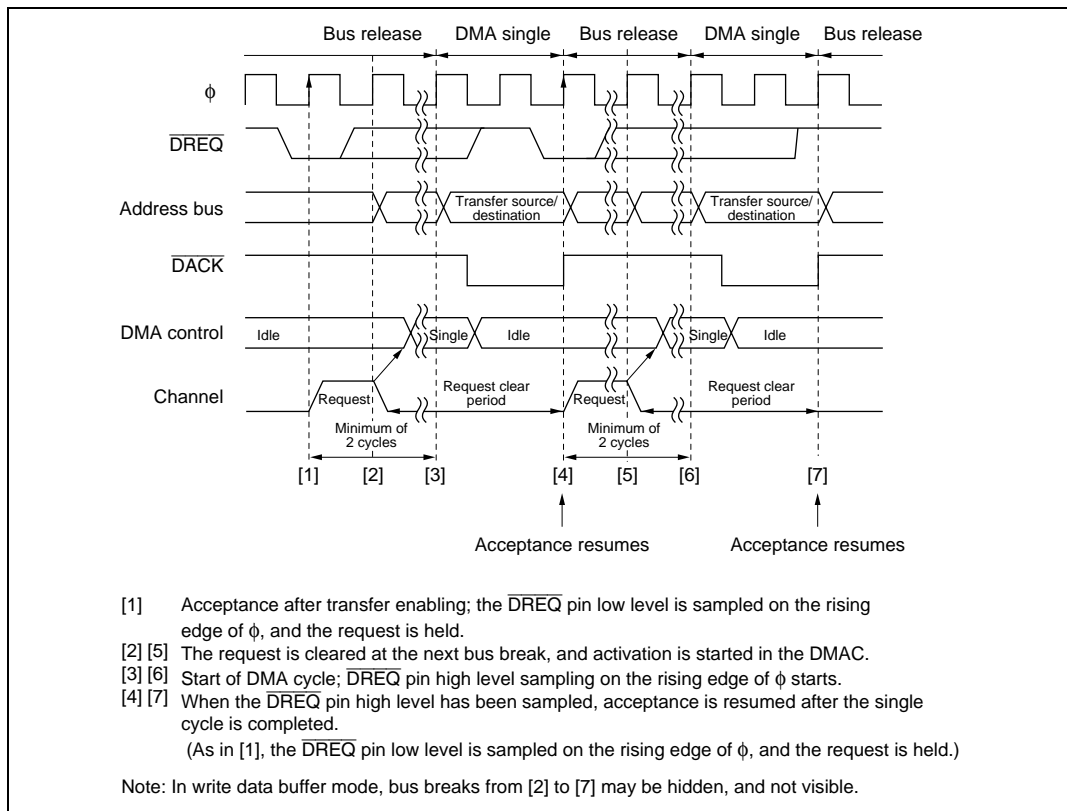 Bus release DMA single Bus release DMA single Bus release
φ
DREQ
Address bus Transfer source/ Transfer source/
destination destination
DACK
DMA control Idle Single Idle Single Idle
Channel Request Request clear Request Request clear
period period
Minimum of Minimum of
2 cycles 2 cycles
[1] [2] [3] [4] [5] [6] [7]
Acceptance resumes Acceptance resumes
[1] Acceptance after transfer enabling; the DREQ pin low level is sampled on the rising
edge of φ, and the request is held.
[2] [5] The request is cleared at the next bus break, and activation is started in the DMAC.
[3] [6] Start of DMA cycle; DREQ pin high level sampling on the rising edge of φ starts.
[4] [7] When the DREQ pin high level has been sampled, acceptance is resumed after the single
cycle is completed.
(As in [1], the DREQ pin low level is sampled on the rising edge of φ, and the request is held.)
Note: In write data buffer mode, bus breaks from [2] to [7] may be hidden, and not visible.